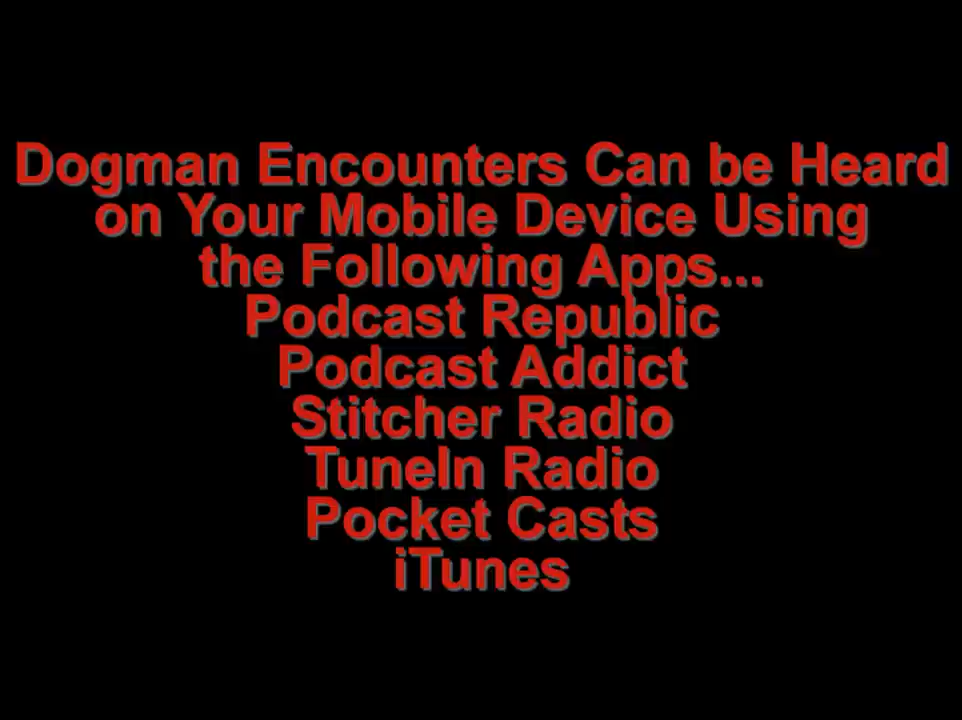 Dogman Encounters Can be Heard
on Your Mobile Device Using
the Following Apps...
Podcast Republic
Podcast Addict
Stitcher Radio
TuneIn Radio
Pocket Casts
iTunes